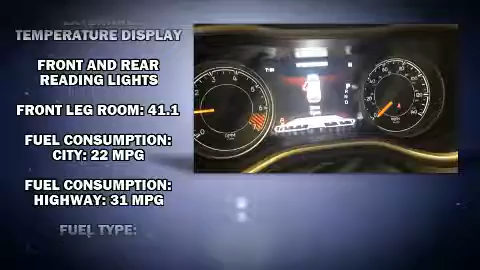 TEMPERATURE DISPLAY
FRONT AND REAR
READING LIGHTS
FRONT LEG ROOM: 41.1
FUEL CONSUMPTION:
CITY: 22 MPG
FUEL CONSUMPTION:
HIGHWAY: 31 MPG
FUEL TYPE: